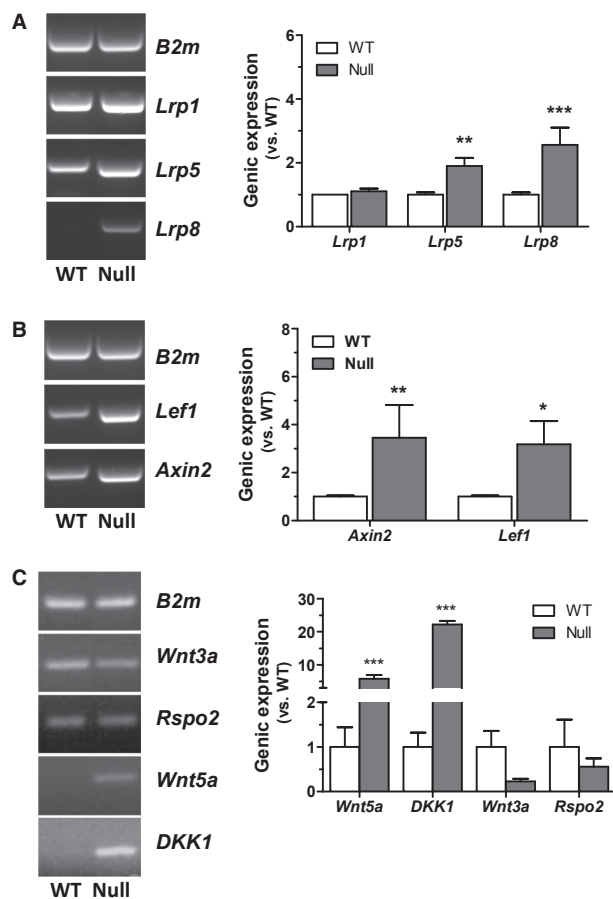 A
B2m
Lrp1
Lrp5
Lrp8
WT Null
WT
Null
Genic expression
(vs. WT)
6
4
2
0
** ***
Lrp1 Lrp5 Lrp8
B
B2m
Lef1
Axin2
WT Null
WT
Null
Genic expression
(vs. WT)
8
6
4
2
0
** *
Axin2 Lef1
C
B2m
Wnt3a
Rspo2
Wnt5a
DKK1
WT Null
WT
Null
Genic expression
(vs. WT)
30
25
20
15
10
5
2
1
0
*** ***
Wnt5a DKK1 Wnt3a Rspo2